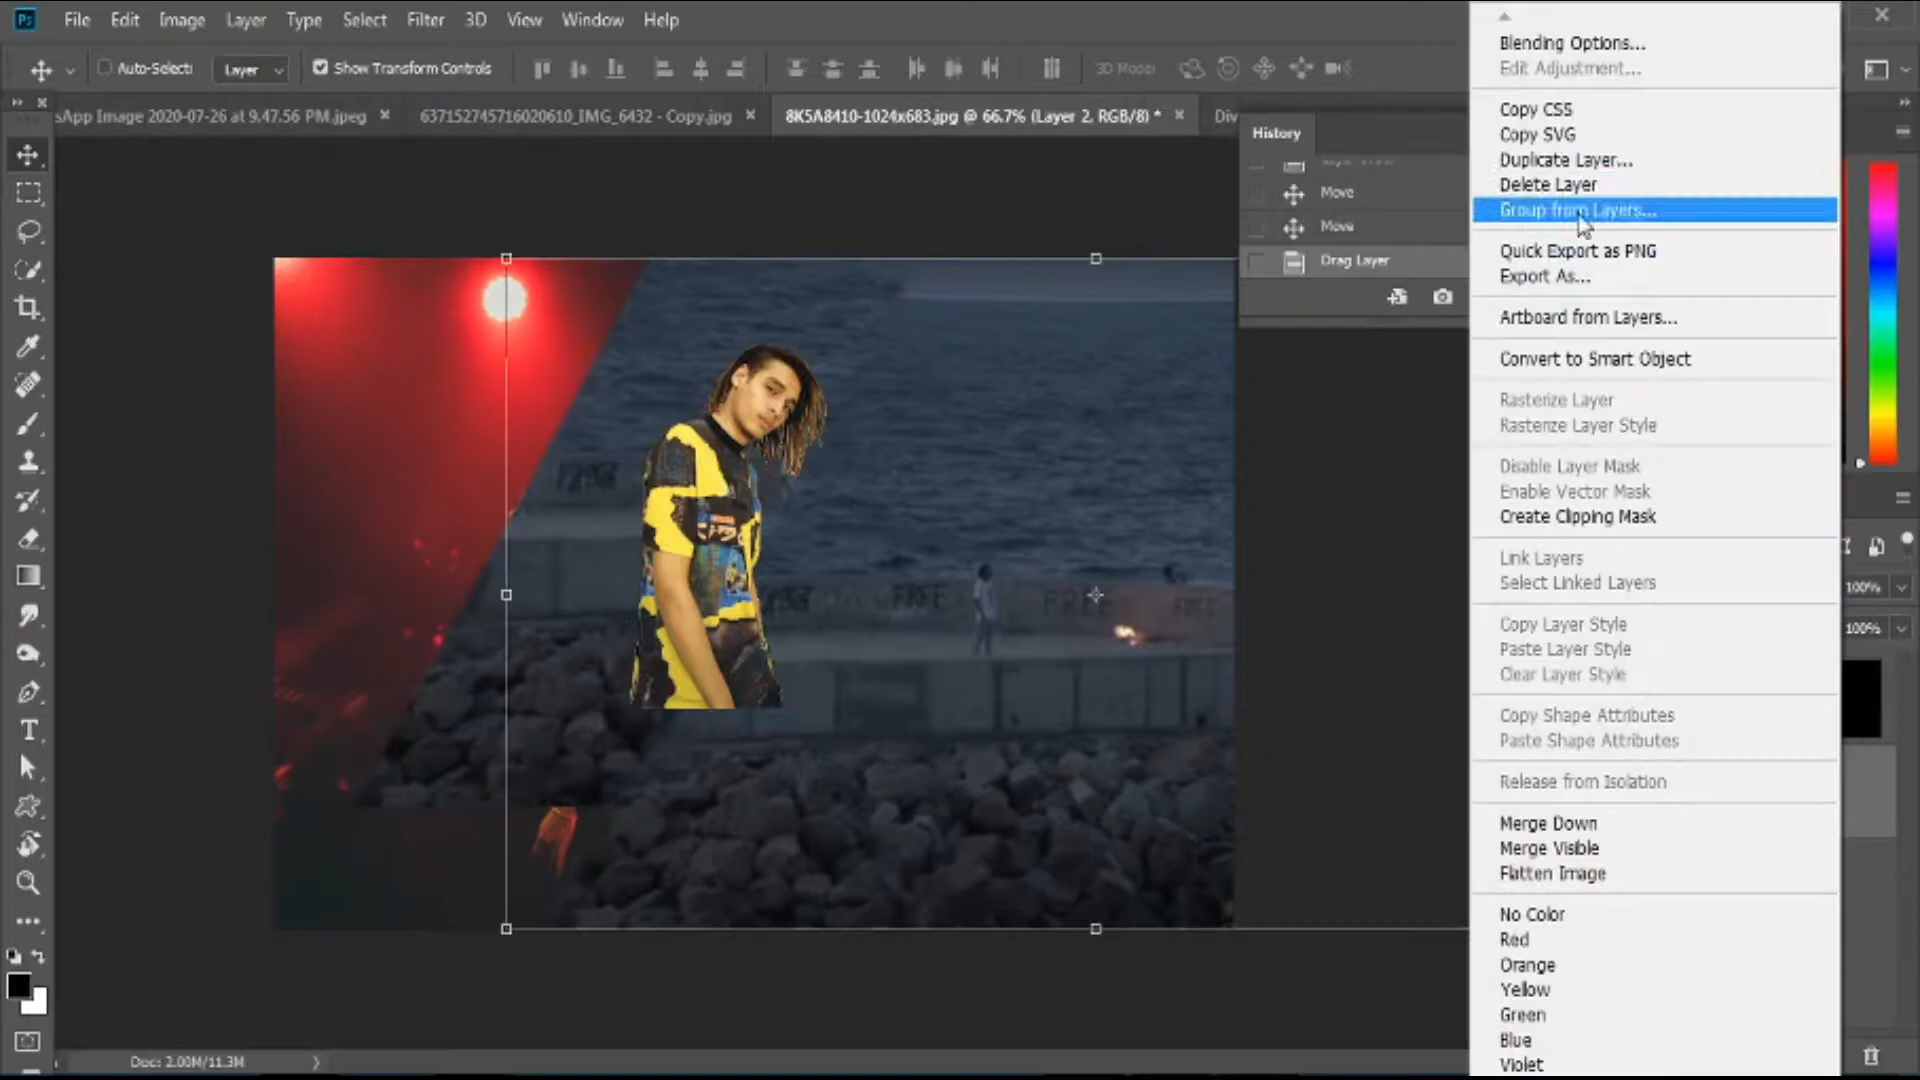 Ps File Edit Image Layer Type Select Filter 3D View Window Help
Auto-Select: Layer Show Transform Controls 3D Mode
sApp Image 2020-07-26 at 9.47.56 PM.jpeg × 637152745716020610_IMG_6432 - Copy.jpg × 8K5A8410-1024x683.jpg @ 66.7% (Layer 2, RGB/8) * × Div
History
Move
Move
Drag Layer
Blending Options...
Edit Adjustment...
Copy CSS
Copy SVG
Duplicate Layer...
Delete Layer
Group from Layers...
Quick Export as PNG
Export As...
Artboard from Layers...
Convert to Smart Object
Rasterize Layer
Rasterize Layer Style
Disable Layer Mask
Enable Vector Mask
Create Clipping Mask
Link Layers
Select Linked Layers
Copy Layer Style
Paste Layer Style
Clear Layer Style
Copy Shape Attributes
Paste Shape Attributes
Release from Isolation
Merge Down
Merge Visible
Flatten Image
No Color
Red
Orange
Yellow
Green
Blue
Violet
100%
100%
FREE
FREE
FREE
Doc: 2.00M/11.3M